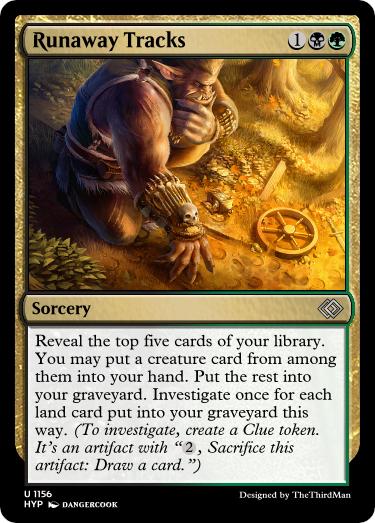 Runaway Tracks 1
Sorcery
Reveal the top five cards of your library.
You may put a creature card from among
them into your hand. Put the rest into
your graveyard. Investigate once for each
land card put into your graveyard this
way. (To investigate, create a Clue token.
It's an artifact with “2, Sacrifice this
artifact: Draw a card.”)
U 1156
HYP DANGERCOOK
Designed by TheThirdMan